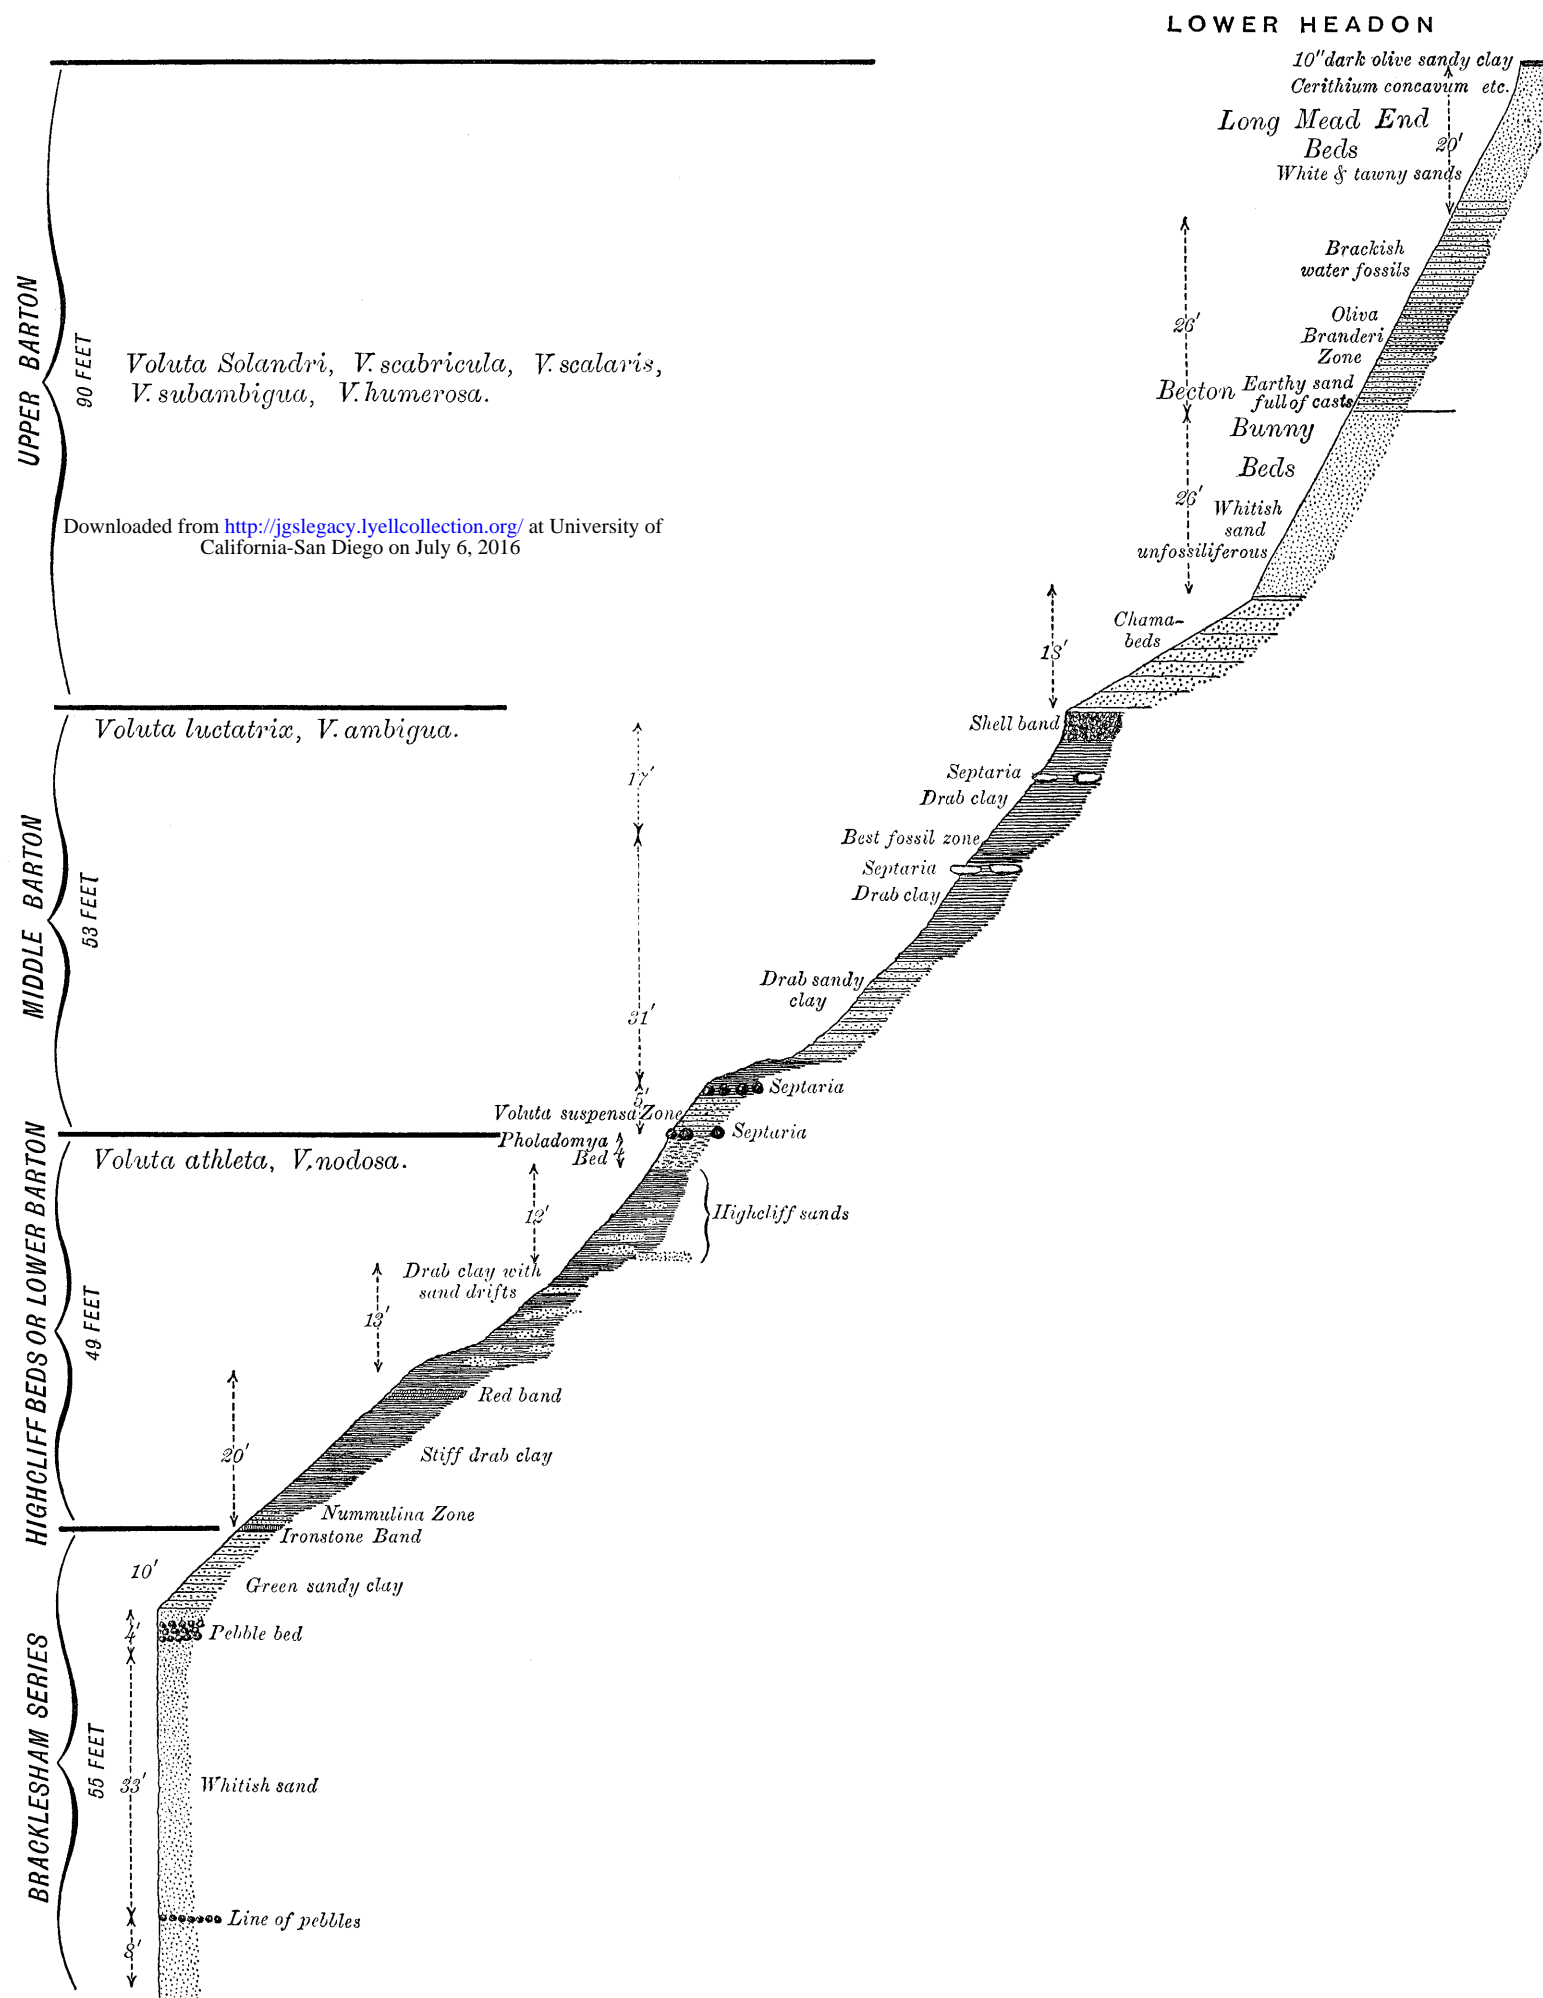 LOWER HEADON
10" dark olive sandy clay
Cerithium concavum etc.
Long Mead End
Beds
20'
White & tawny sands
UPPER BARTON
90 FEET
Voluta Solandri, V. scabricula, V. scalaris,
V. subambigua, V. humerosa.
Brackish
water fossils
26'
Oliva
Branderi
Zone
Becton
Earthy sand
full of casts
Bunny
Beds
26'
Whitish
sand
unfossiliferous
Downloaded from http://jgslegacy.lyellcollection.org/ at University of
California-San Diego on July 6, 2016
Chama-
beds
18'
MIDDLE BARTON
53 FEET
Voluta luctatrix, V. ambigua.
Shell band
17'
Septaria
Drab clay
Best fossil zone
Septaria
Drab clay
Drab sandy
clay
31'
Septaria
5'
Voluta suspensa Zone
Septaria
HIGHCLIFF BEDS OR LOWER BARTON
49 FEET
Voluta athleta, V. nodosa.
Pholadomya
Bed
4
12'
Highcliff sands
Drab clay with
sand drifts
13'
Red band
20'
Stiff drab clay
Nummulina Zone
Ironstone Band
BRACKLESHAM SERIES
55 FEET
10'
Green sandy clay
4'
Pebble bed
33'
Whitish sand
Line of pebbles
8'